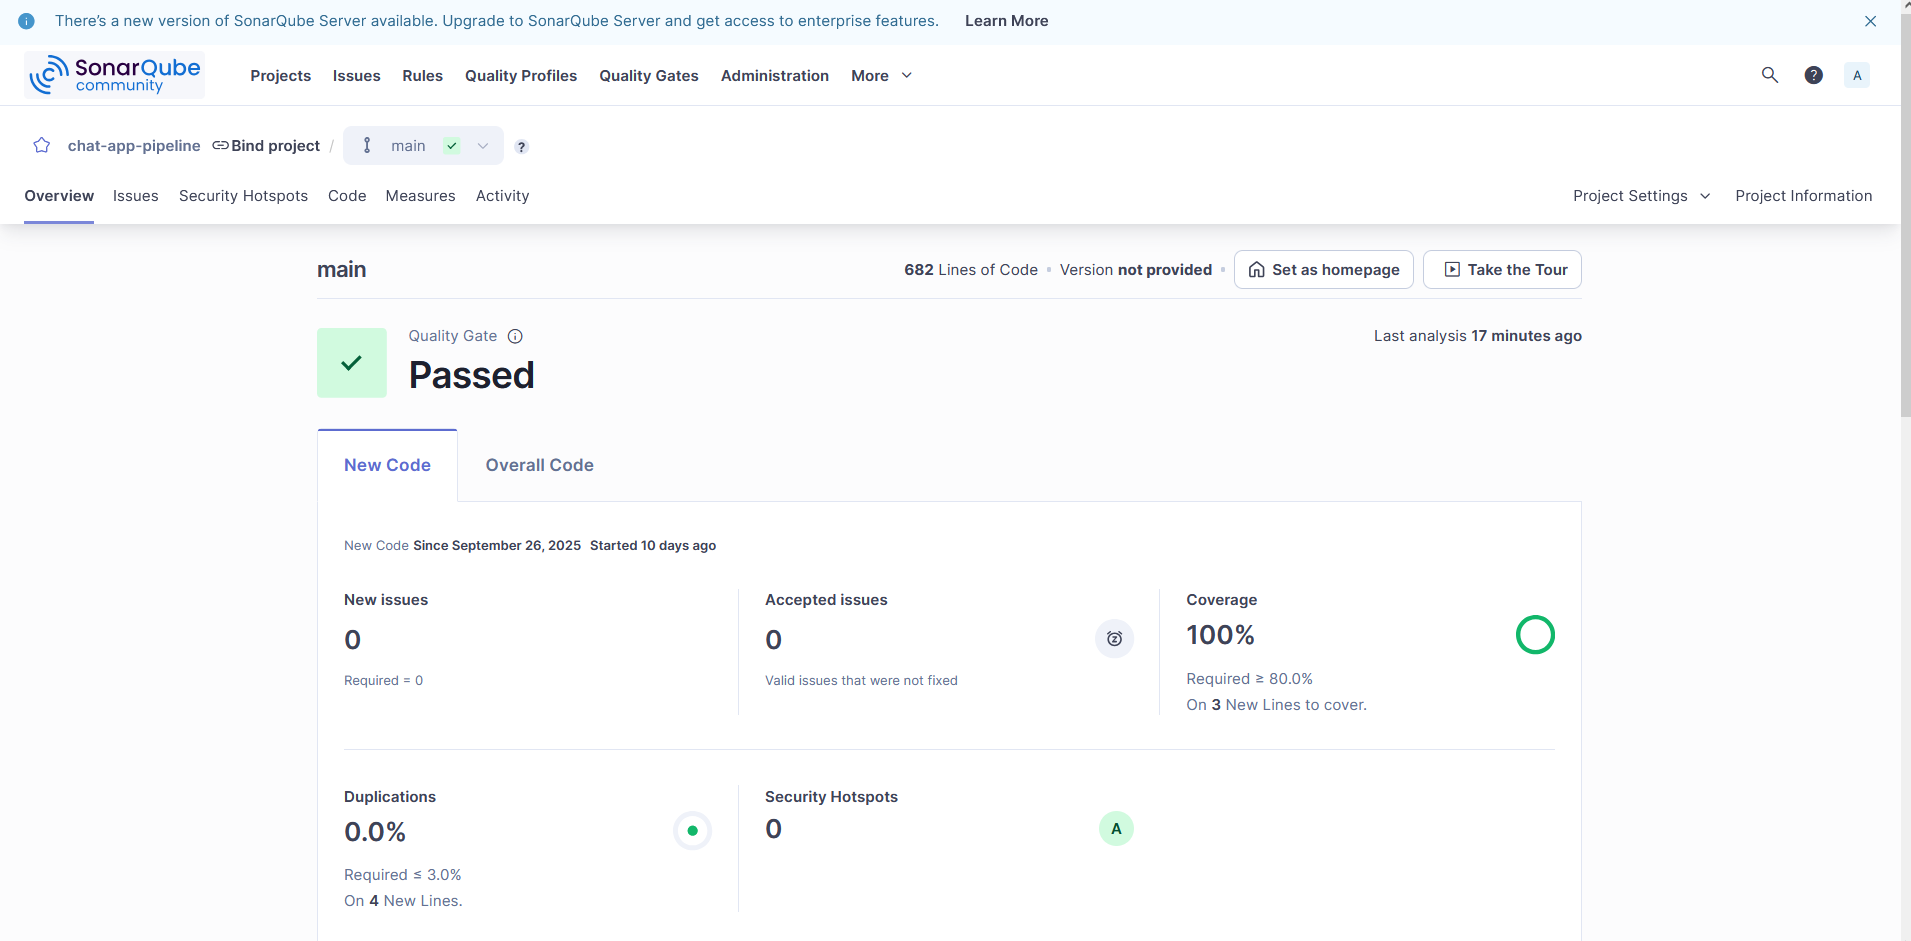 There's a new version of SonarQube Server available. Upgrade to SonarQube Server and get access to enterprise features. Learn More
SonarQube community Projects Issues Rules Quality Profiles Quality Gates Administration More ? A
chat-app-pipeline Bind project / main ?
Overview Issues Security Hotspots Code Measures Activity Project Settings Project Information
main 682 Lines of Code • Version not provided • Set as homepage Take the Tour
Quality Gate Last analysis 17 minutes ago
Passed
New Code Overall Code
New Code Since September 26, 2025 Started 10 days ago
New issues
0
Required = 0
Accepted issues
0
Valid issues that were not fixed
Coverage
100%
Required ≥ 80.0%
On 3 New Lines to cover.
Duplications
0.0%
Required ≤ 3.0%
On 4 New Lines.
Security Hotspots
0 A